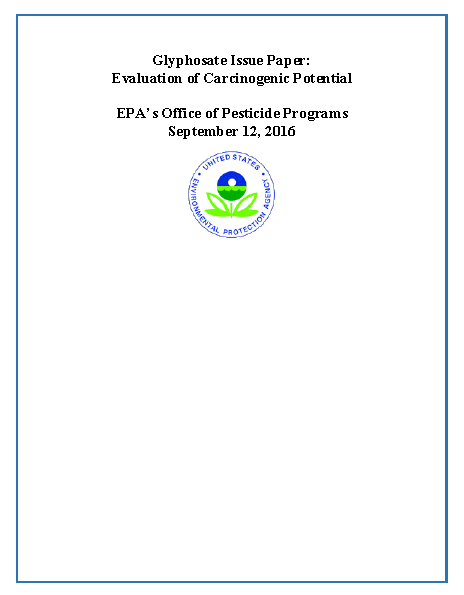 Glyphosate Issue Paper:
Evaluation of Carcinogenic Potential
EPA's Office of Pesticide Programs
September 12, 2016
UNITED STATES
ENVIRONMENTAL PROTECTION AGENCY